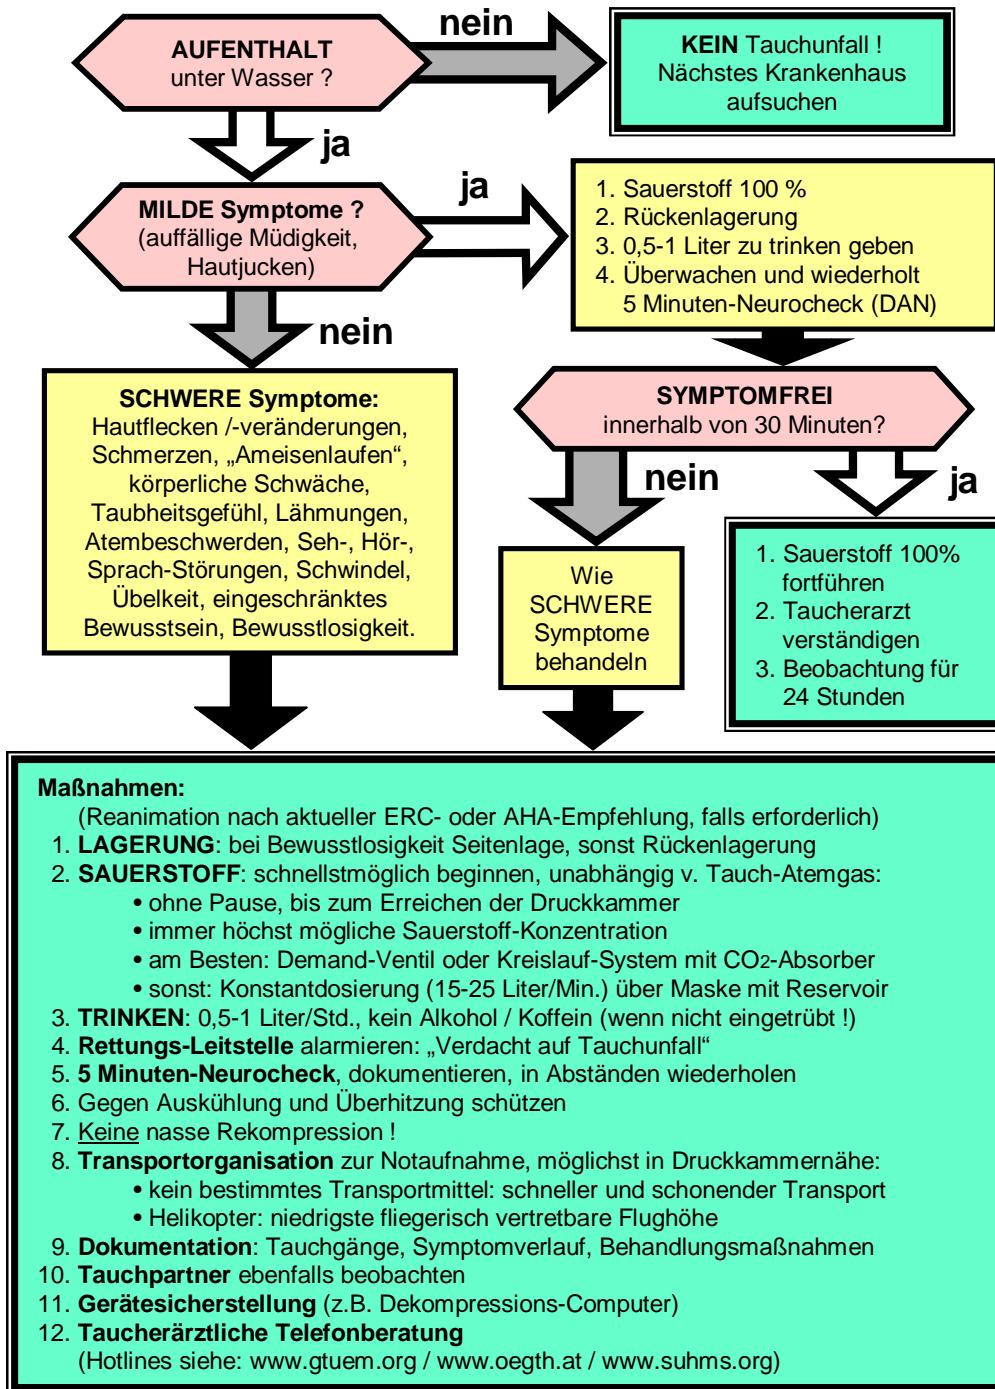 AUFENTHALT
unter Wasser ?
nein
KEIN Tauchunfall !
Nächstes Krankenhaus
aufsuchen
ja
MILDE Symptome ?
(auffällige Müdigkeit,
Hautjucken)
ja
1. Sauerstoff 100 %
2. Rückenlagerung
3. 0,5-1 Liter zu trinken geben
4. Überwachen und wiederholt
5 Minuten-Neurocheck (DAN)
nein
SCHWERE Symptome:
Hautflecken /-veränderungen,
Schmerzen, „Ameisenlaufen“,
körperliche Schwäche,
Taubheitsgefühl, Lähmungen,
Atembeschwerden, Seh-, Hör-,
Sprach-Störungen, Schwindel,
Übelkeit, eingeschränktes
Bewusstsein, Bewusstlosigkeit.
SYMPTOMFREI
innerhalb von 30 Minuten?
nein
ja
Wie
SCHWERE
Symptome
behandeln
1. Sauerstoff 100%
fortführen
2. Taucherarzt
verständigen
3. Beobachtung für
24 Stunden
Maßnahmen:
(Reanimation nach aktueller ERC- oder AHA-Empfehlung, falls erforderlich)
1. LAGERUNG: bei Bewusstlosigkeit Seitenlage, sonst Rückenlagerung
2. SAUERSTOFF: schnellstmöglich beginnen, unabhängig v. Tauch-Atemgas:
• ohne Pause, bis zum Erreichen der Druckkammer
• immer höchst mögliche Sauerstoff-Konzentration
• am Besten: Demand-Ventil oder Kreislauf-System mit CO2-Absorber
• sonst: Konstantdosierung (15-25 Liter/Min.) über Maske mit Reservoir
3. TRINKEN: 0,5-1 Liter/Std., kein Alkohol / Koffein (wenn nicht eingetrübt !)
4. Rettungs-Leitstelle alarmieren: „Verdacht auf Tauchunfall“
5. 5 Minuten-Neurocheck, dokumentieren, in Abständen wiederholen
6. Gegen Auskühlung und Überhitzung schützen
7. Keine nasse Rekompression !
8. Transportorganisation zur Notaufnahme, möglichst in Druckkammernähe:
• kein bestimmtes Transportmittel: schneller und schonender Transport
• Helikopter: niedrigste fliegerisch vertretbare Flughöhe
9. Dokumentation: Tauchgänge, Symptomverlauf, Behandlungsmaßnahmen
10. Tauchpartner ebenfalls beobachten
11. Gerätesicherstellung (z.B. Dekompressions-Computer)
12. Taucherärztliche Telefonberatung
(Hotlines siehe: www.gtuem.org / www.oegth.at / www.suhms.org)